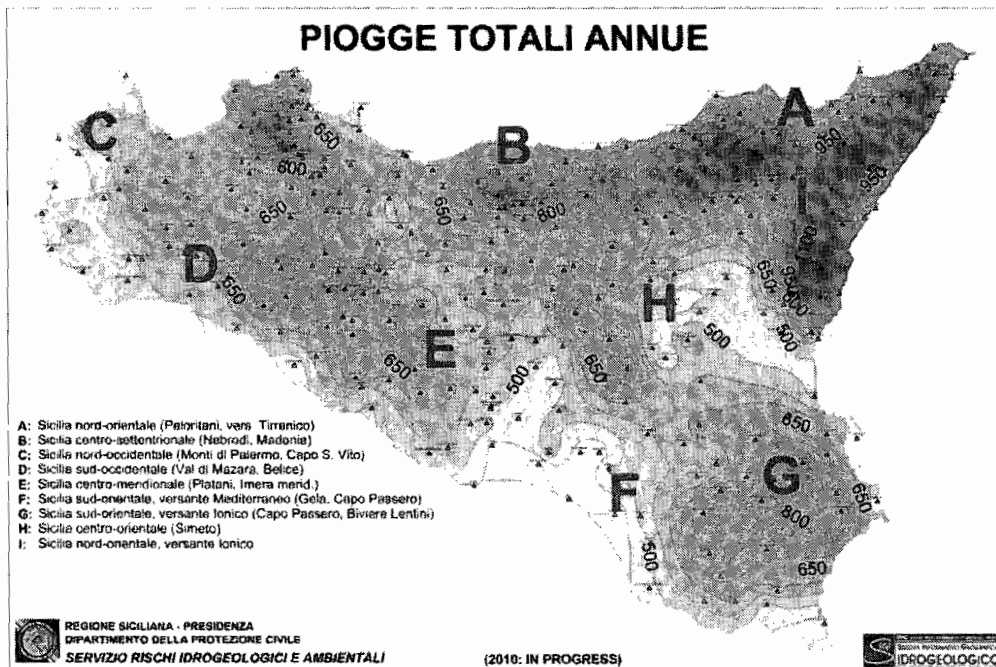 PIOGGE TOTALI ANNUE
A
C
B
650
950
600
I
950
650
650
800
D
650
650
H
E
500
500
650
500
650
650
A: Sicilia nord-orientale (Peloritani, vers. Tirrenico)
B: Sicilia centro-settentrionale (Nebrodi, Madonie)
C: Sicilia nord-occidentale (Monti di Palermo, Capo S. Vito)
D: Sicilia sud-occidentale (Val di Mazara, Belice)
E: Sicilia centro-meridionale (Platani, Imera merid.)
F: Sicilia sud-orientale, versante Mediterraneo (Gela, Capo Passero)
G: Sicilia sud-orientale, versante Ionico (Capo Passero, Biviere Lentini)
H: Sicilia centro-orientale (Simeto)
I: Sicilia nord-orientale, versante Ionico
F
G
650
800
500
650
REGIONE SICILIANA - PRESIDENZA
DIPARTIMENTO DELLA PROTEZIONE CIVILE
SERVIZIO RISCHI IDROGEOLOGICI E AMBIENTALI
(2010: IN PROGRESS)
S
IDROGEOLOGICO